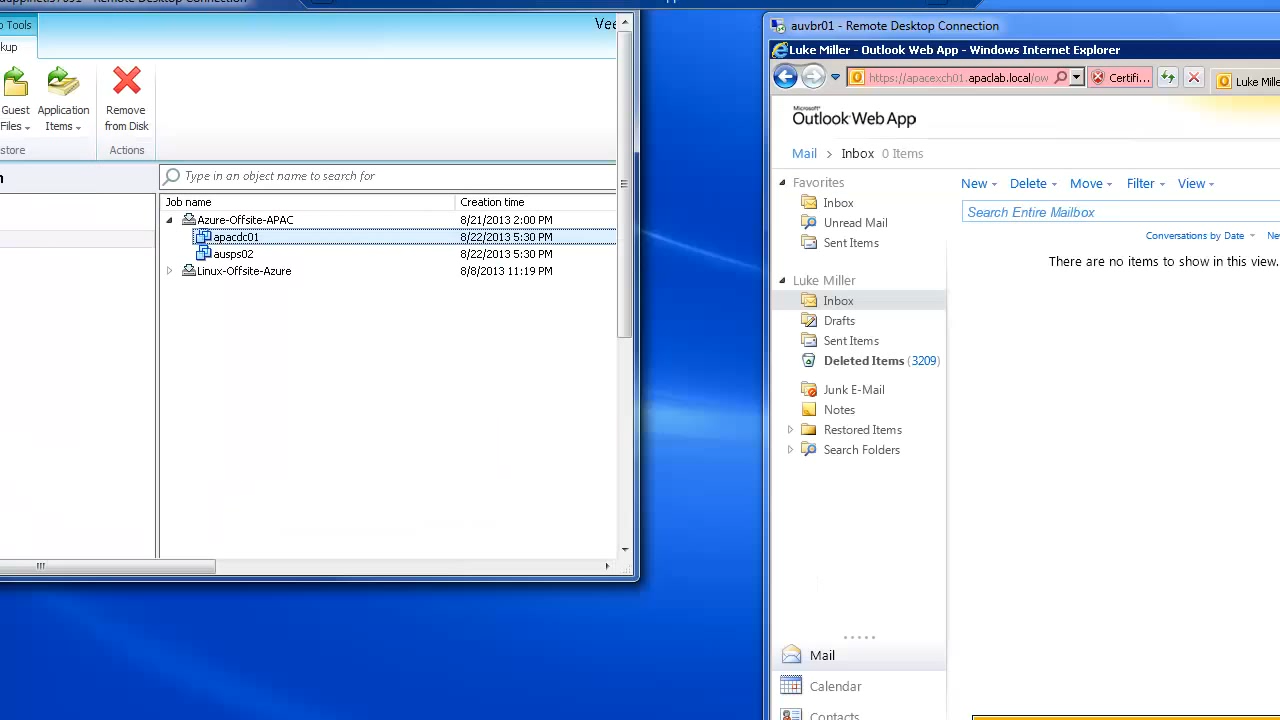 Remote Desktop Connection
Tools
kup
Vee
Guest
Files
Application
Items
Remove
from Disk
store
Actions
n
Type in an object name to search for
Job name
Creation time
Azure-Offsite-APAC
8/21/2013 2:00 PM
apacdc01
8/22/2013 5:30 PM
ausps02
8/22/2013 5:30 PM
Linux-Offsite-Azure
8/8/2013 11:19 PM
auvbr01 - Remote Desktop Connection
Luke Miller - Outlook Web App - Windows Internet Explorer
https://apacexch01.apaclab.local/ow
Certifi...
Luke Mille
Microsoft®
Outlook Web App
Mail > Inbox 0 Items
Favorites
Inbox
Unread Mail
Sent Items
Luke Miller
Inbox
Drafts
Sent Items
Deleted Items (3209)
Junk E-Mail
Notes
Restored Items
Search Folders
Mail
Calendar
Contacts
New Delete Move Filter View
Search Entire Mailbox
Conversations by Date Ne
There are no items to show in this view.